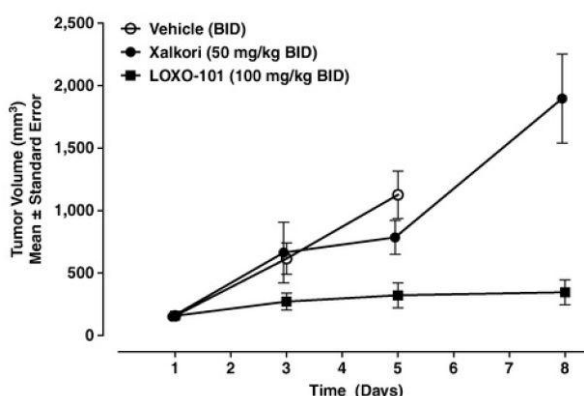 2,500
2,000
1,500
1,000
500
0
Tumor Volume (mm³)
Mean ± Standard Error
Vehicle (BID)
Xalkori (50 mg/kg BID)
LOXO-101 (100 mg/kg BID)
1 2 3 4 5 6 7 8
Time (Days)